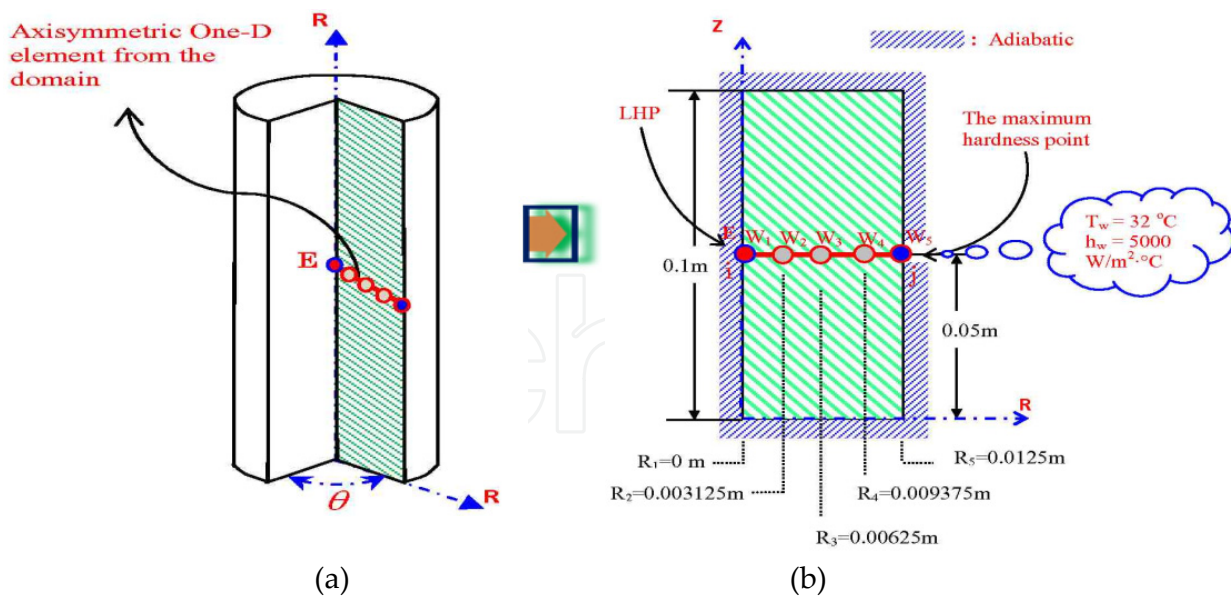 Axisymmetric One-D
element from the
domain
R
E
θ
R
(a)
Z
: Adiabatic
LHP
The maximum
hardness point
E
W₁
W₂
W₃
W₄
W₅
i
j
T_w = 32 °C
h_w = 5000
W/m²·°C
0.1m
0.05m
R
R₁=0 m
R₂=0.003125m
R₃=0.00625m
R₄=0.009375m
R₅=0.0125m
(b)